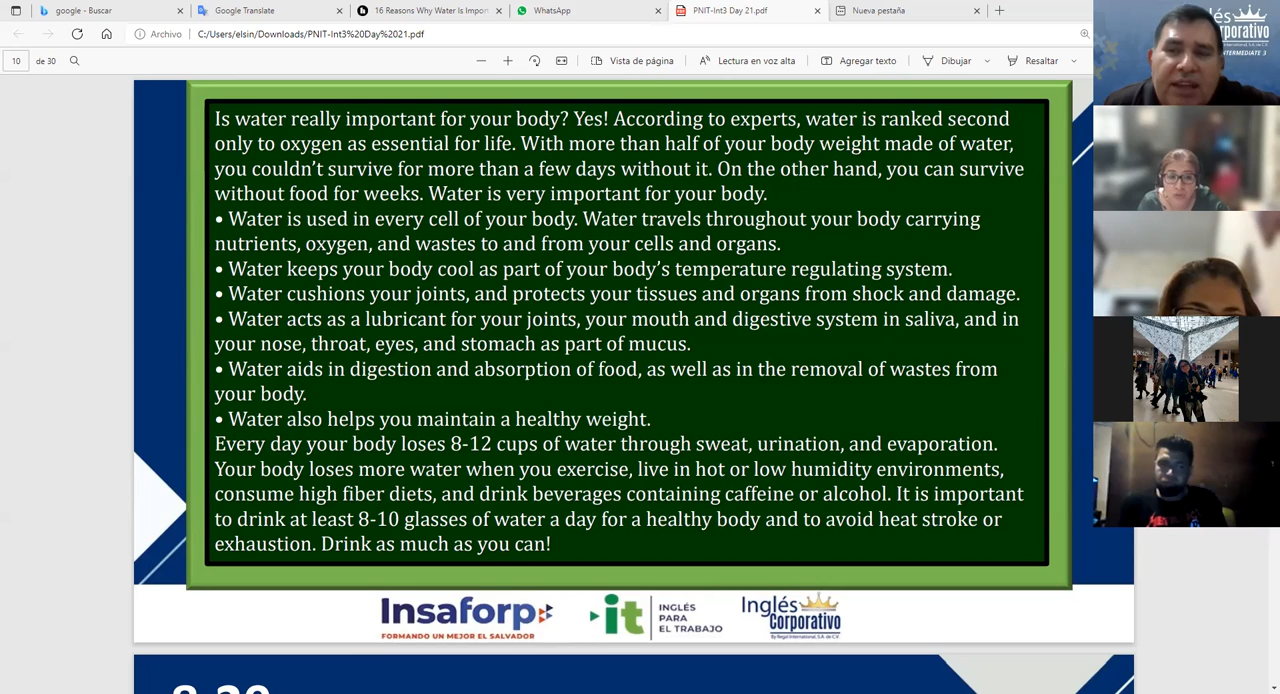 google - Buscar
Google Translate
16 Reasons Why Water Is Impor
WhatsApp
PNIT-Int3 Day 21.pdf
Nueva pestaña
Archivo
C:/Users/elsin/Downloads/PNIT-Int3%20Day%2021.pdf
10 de 30
Vista de página
Lectura en voz alta
Agregar texto
Dibujar
Resaltar
Is water really important for your body? Yes! According to experts, water is ranked second
only to oxygen as essential for life. With more than half of your body weight made of water,
you couldn't survive for more than a few days without it. On the other hand, you can survive
without food for weeks. Water is very important for your body.
• Water is used in every cell of your body. Water travels throughout your body carrying
nutrients, oxygen, and wastes to and from your cells and organs.
• Water keeps your body cool as part of your body's temperature regulating system.
• Water cushions your joints, and protects your tissues and organs from shock and damage.
• Water acts as a lubricant for your joints, your mouth and digestive system in saliva, and in
your nose, throat, eyes, and stomach as part of mucus.
• Water aids in digestion and absorption of food, as well as in the removal of wastes from
your body.
• Water also helps you maintain a healthy weight.
Every day your body loses 8-12 cups of water through sweat, urination, and evaporation.
Your body loses more water when you exercise, live in hot or low humidity environments,
consume high fiber diets, and drink beverages containing caffeine or alcohol. It is important
to drink at least 8-10 glasses of water a day for a healthy body and to avoid heat stroke or
exhaustion. Drink as much as you can!
Insaforp
FORMANDO UN MEJOR EL SALVADOR
it
INGLÉS
PARA
EL TRABAJO
Inglés
Corporativo
By Regal International, S.A. de C.V.
8:30
lés
orporativo
INTERMEDIATE 3